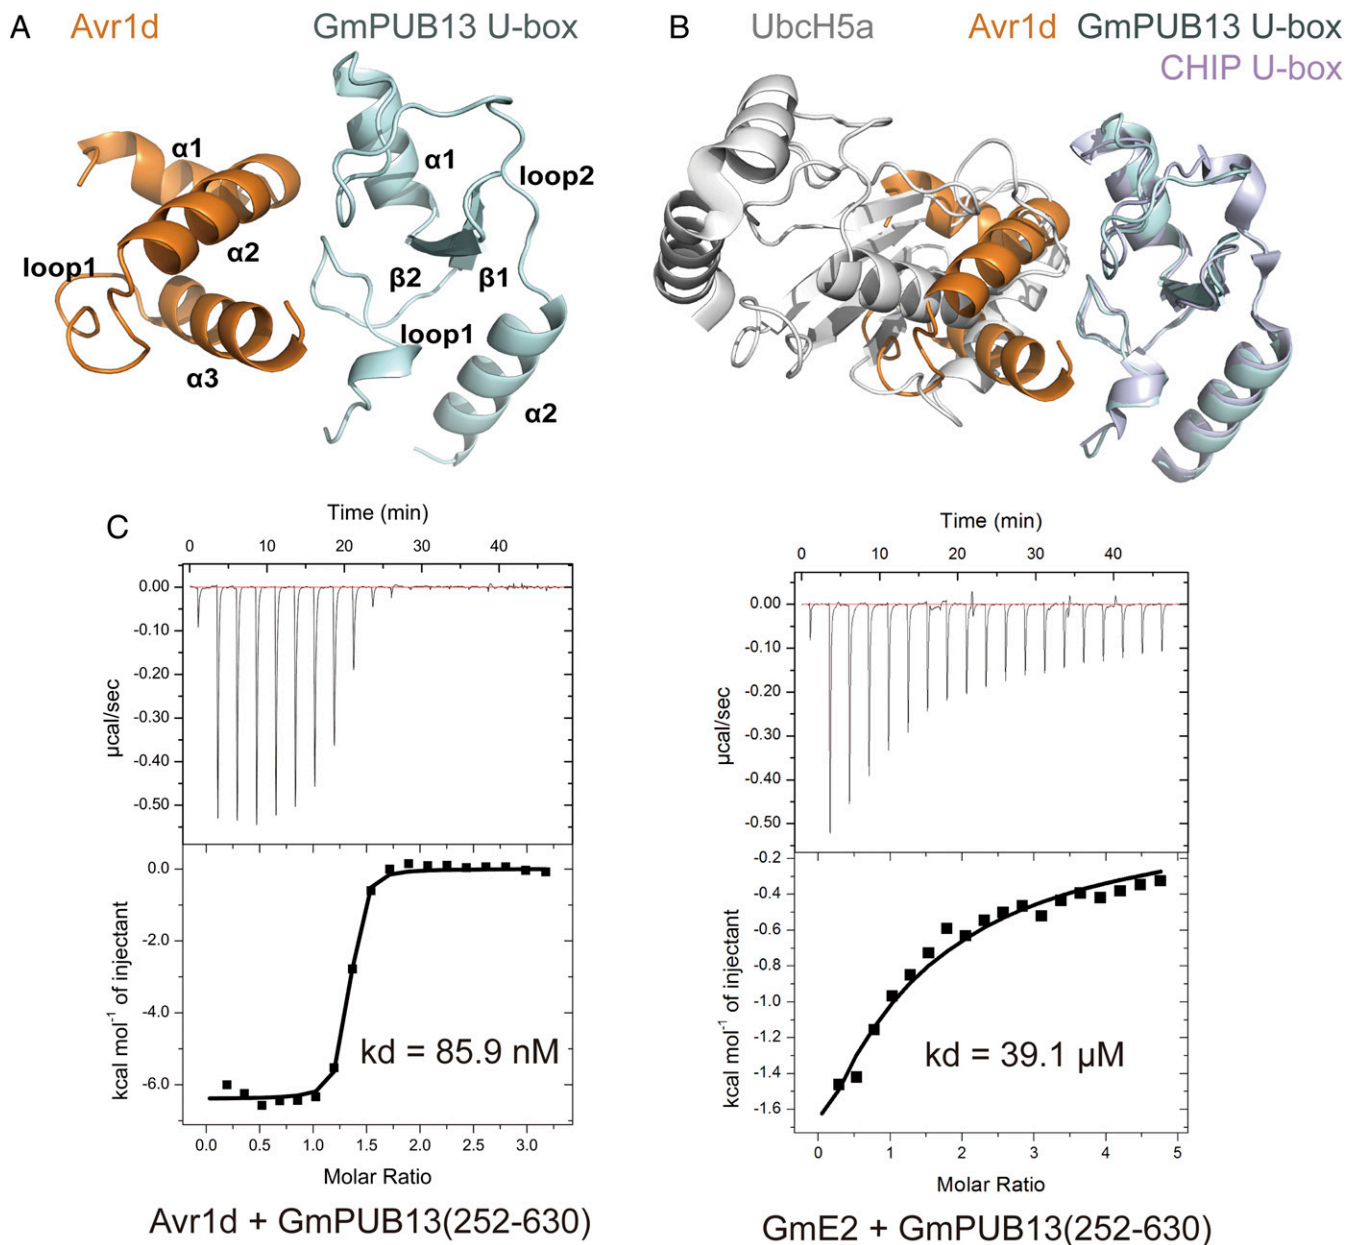 A Avr1d GmPUB13 U-box
α1
α2
loop1
α3
α1
loop2
β2 β1
loop1
α2
B UbcH5a Avr1d GmPUB13 U-box
CHIP U-box
C
Time (min)
0 10 20 30 40
0.00
-0.10
-0.20
-0.30
-0.40
-0.50
µcal/sec
0.0
-2.0
-4.0
-6.0
kcal mol⁻¹ of injectant
kd = 85.9 nM
0.0 0.5 1.0 1.5 2.0 2.5 3.0
Molar Ratio
Avr1d + GmPUB13(252-630)
Time (min)
0 10 20 30 40
0.00
-0.10
-0.20
-0.30
-0.40
-0.50
µcal/sec
-0.2
-0.4
-0.6
-0.8
-1.0
-1.2
-1.4
-1.6
kcal mol⁻¹ of injectant
kd = 39.1 µM
0 1 2 3 4 5
Molar Ratio
GmE2 + GmPUB13(252-630)